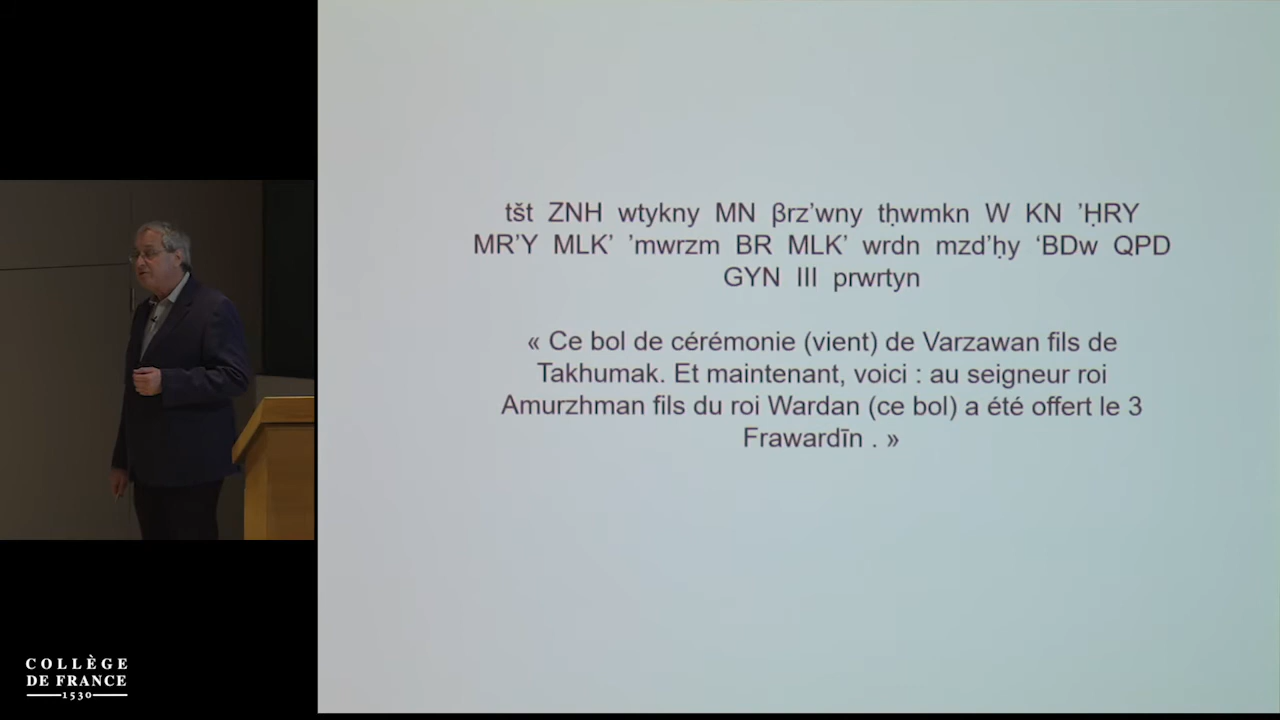 tšt ZNH wtykny MN βrz’wny tḥwmkn W KN ’ḤRY
MR’Y MLK’ ’mwrzm BR MLK’ wrdn mzd’ḥy ‘BDw QPD
GYN III prwrtyn
« Ce bol de cérémonie (vient) de Varzawan fils de
Takhumak. Et maintenant, voici : au seigneur roi
Amurzhman fils du roi Wardan (ce bol) a été offert le 3
Frawardīn . »
COLLÈGE
DE FRANCE
1530